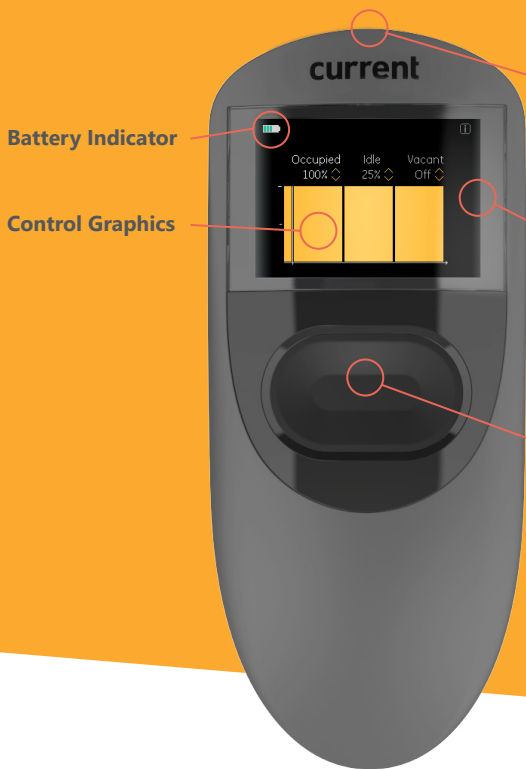 current
Battery Indicator
Occupied Idle Vacant
100% 25% Off
Control Graphics